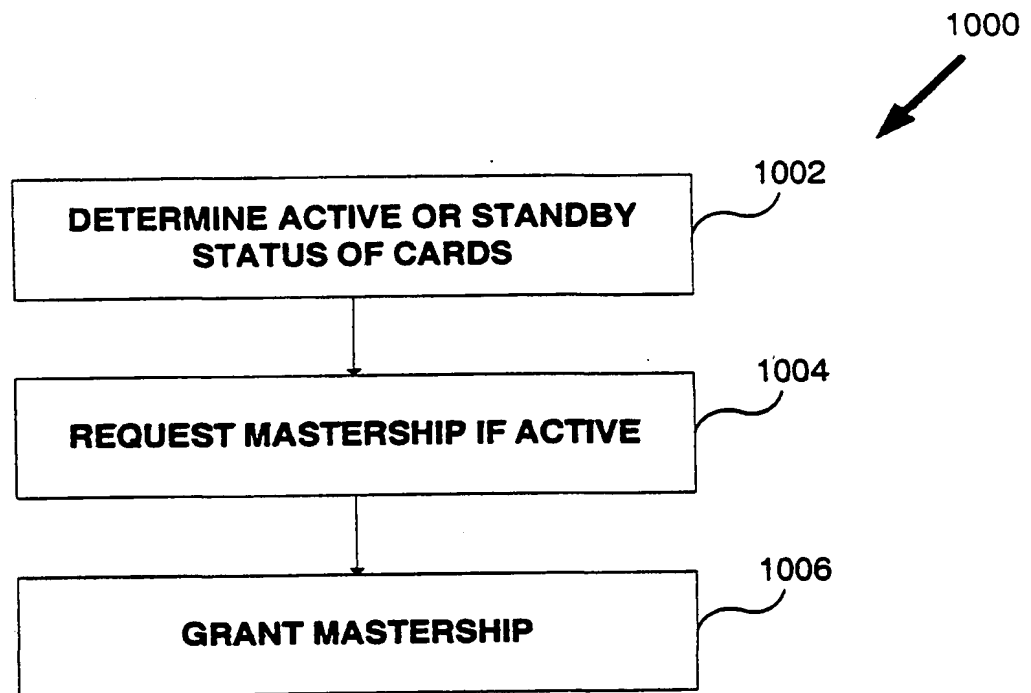 1000
1002
DETERMINE ACTIVE OR STANDBY
STATUS OF CARDS
1004
REQUEST MASTERSHIP IF ACTIVE
1006
GRANT MASTERSHIP